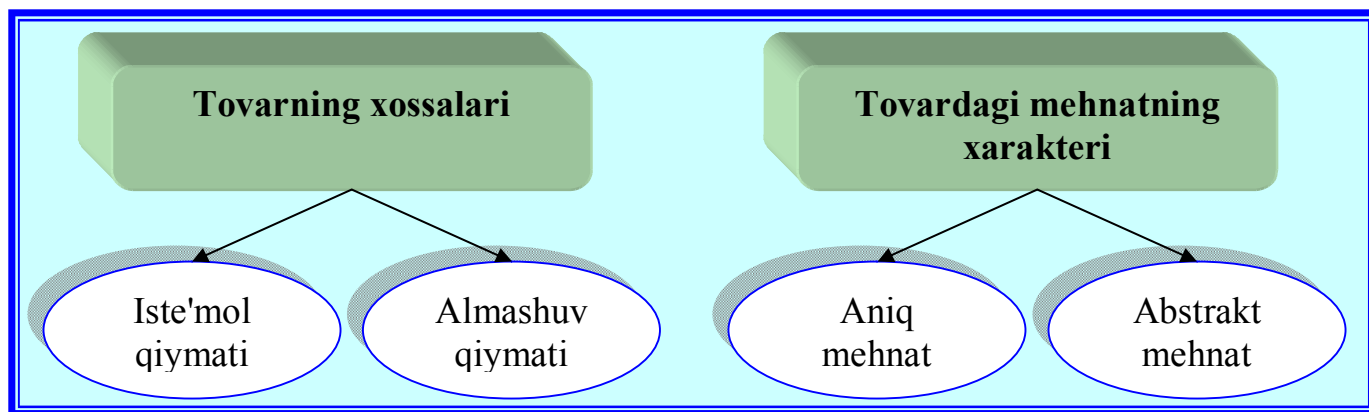 Tovarning xossalari
Tovardagi mehnatning
xarakteri
Iste'mol
qiymati
Almashuv
qiymati
Aniq
mehnat
Abstrakt
mehnat